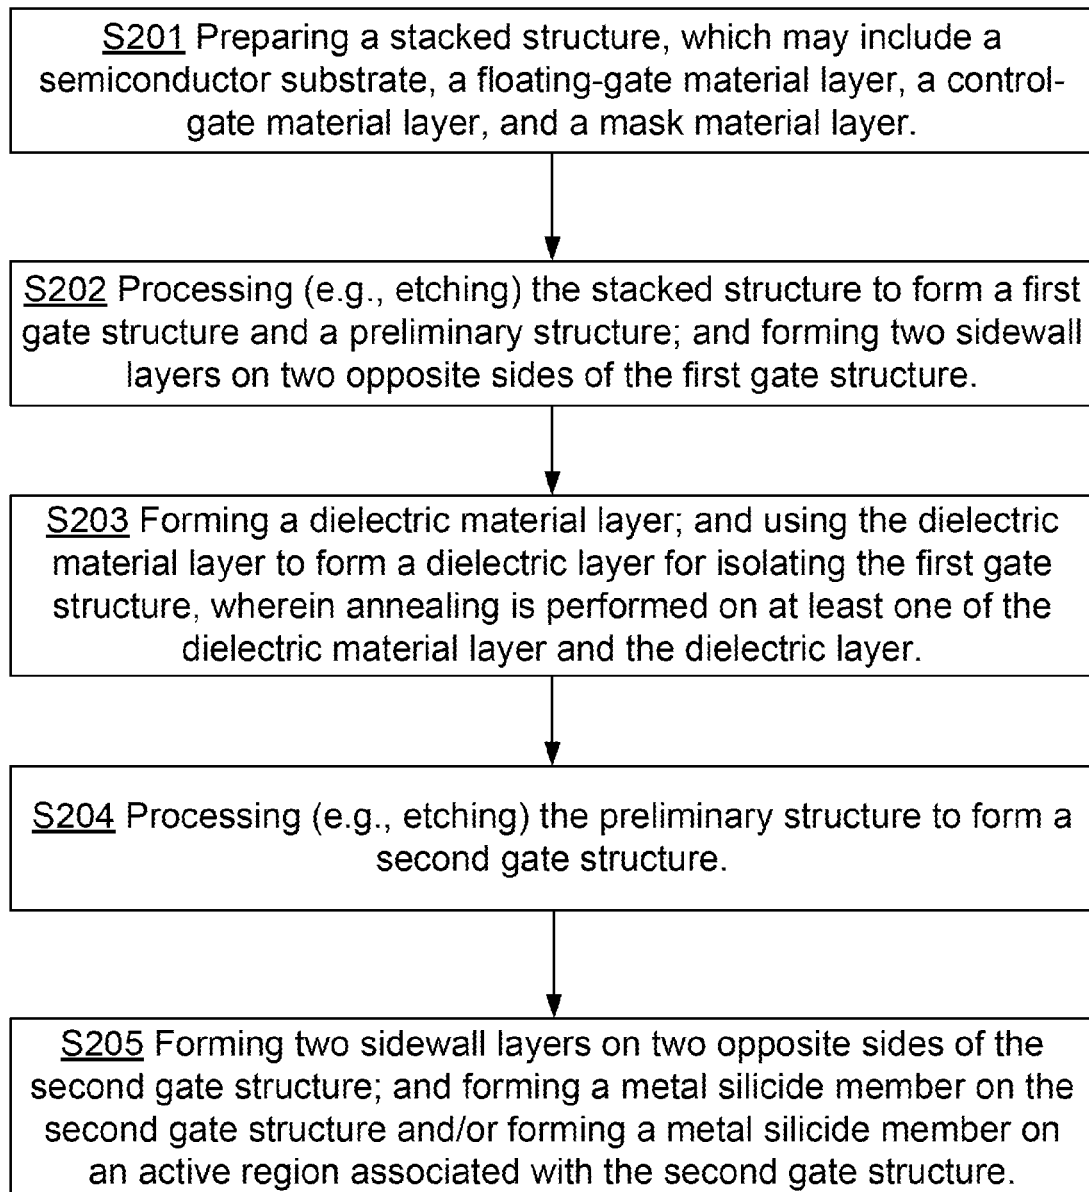 S201 Preparing a stacked structure, which may include a
semiconductor substrate, a floating-gate material layer, a control-
gate material layer, and a mask material layer.
S202 Processing (e.g., etching) the stacked structure to form a first
gate structure and a preliminary structure; and forming two sidewall
layers on two opposite sides of the first gate structure.
S203 Forming a dielectric material layer; and using the dielectric
material layer to form a dielectric layer for isolating the first gate
structure, wherein annealing is performed on at least one of the
dielectric material layer and the dielectric layer.
S204 Processing (e.g., etching) the preliminary structure to form a
second gate structure.
S205 Forming two sidewall layers on two opposite sides of the
second gate structure; and forming a metal silicide member on the
second gate structure and/or forming a metal silicide member on
an active region associated with the second gate structure.